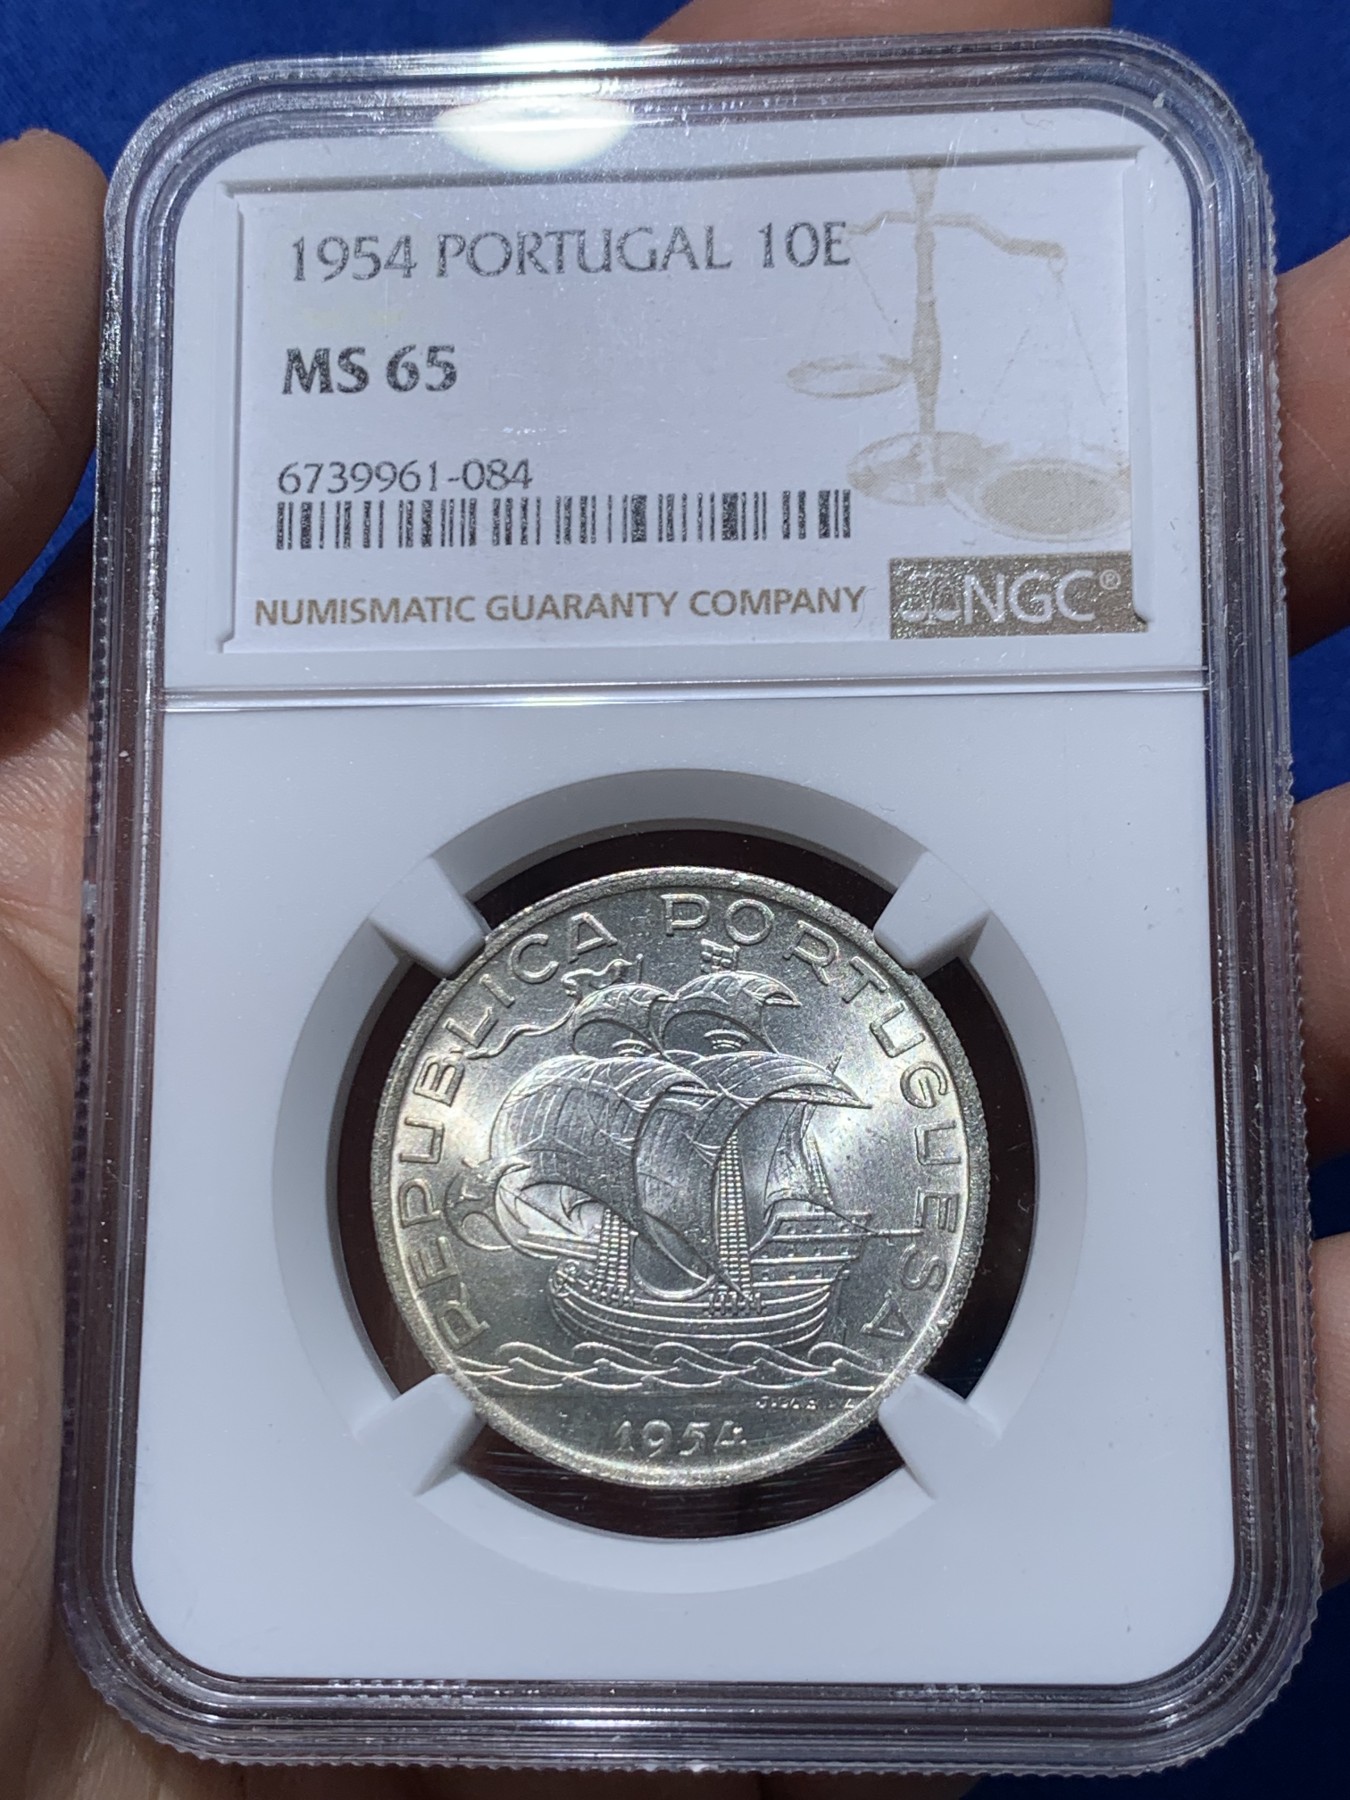 1954 PORTUGAL 10E
MS 65
6739961-084
NUMISMATIC GUARANTY COMPANY
NGC®
REPUBLICA PORTUGUESA
1954